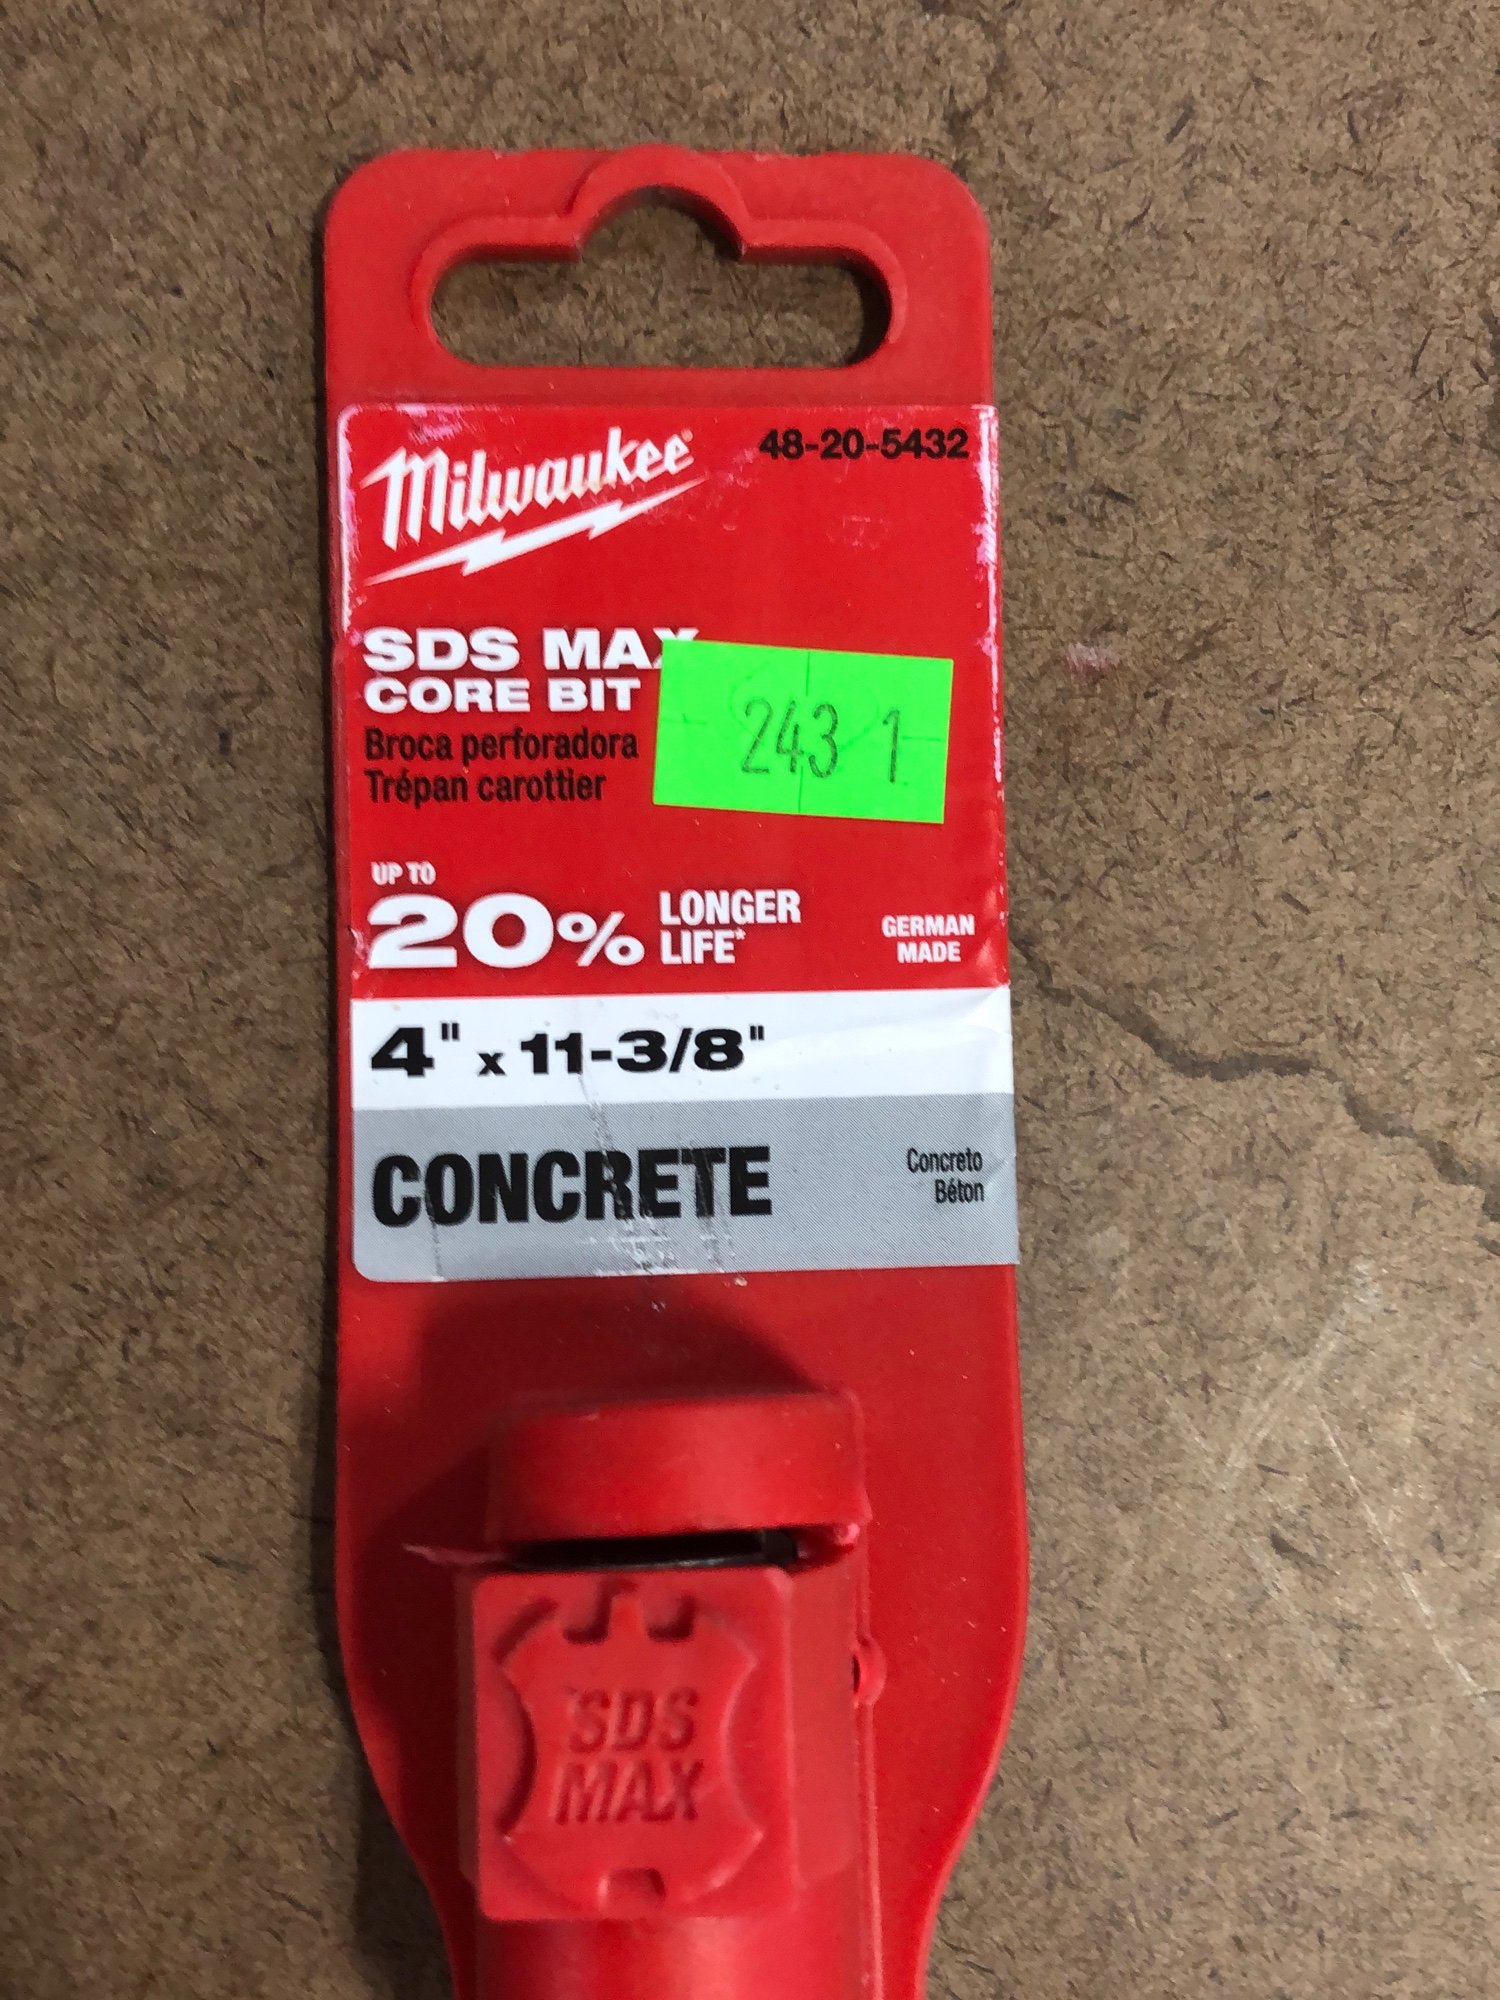 Milwaukee
48-20-5432
SDS MAX
CORE BIT
243 1
Broca perforadora
Trépan carottier
UP TO
20% LONGER
LIFE*
GERMAN
MADE
4" x 11-3/8"
CONCRETE
Concreto
Béton
SDS
MAX